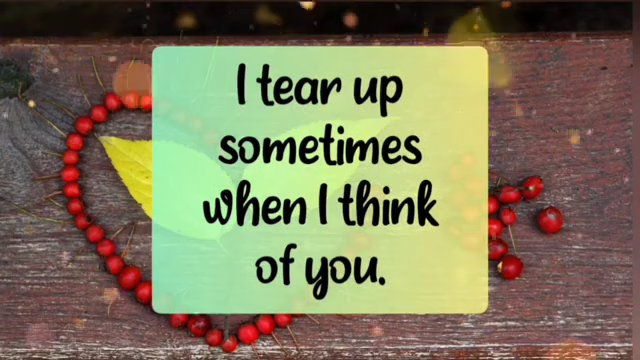 I tear up
sometimes
when I think
of you.